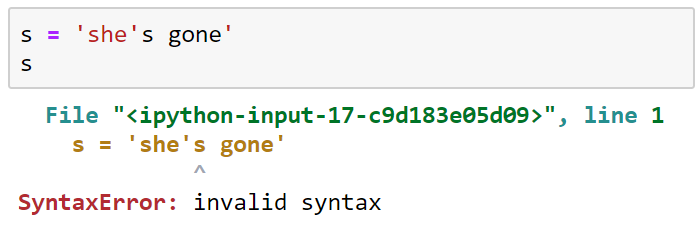 s = 'she's gone'
s
File "<ipython-input-17-c9d183e05d09>", line 1
s = 'she's gone'
^
SyntaxError: invalid syntax